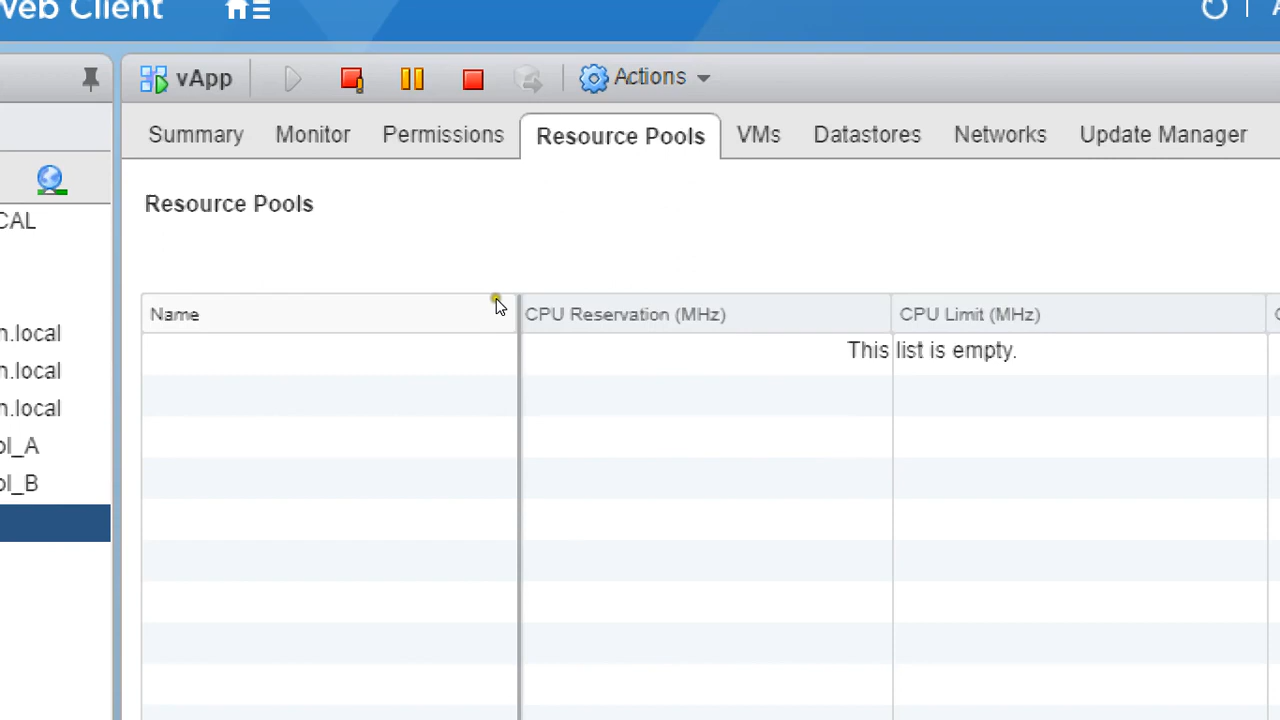 Web Client
vApp
Actions
Summary Monitor Permissions Resource Pools VMs Datastores Networks Update Manager
CAL
Resource Pools
Name CPU Reservation (MHz) CPU Limit (MHz)
n.local
This list is empty.
n.local
n.local
ol_A
ol_B